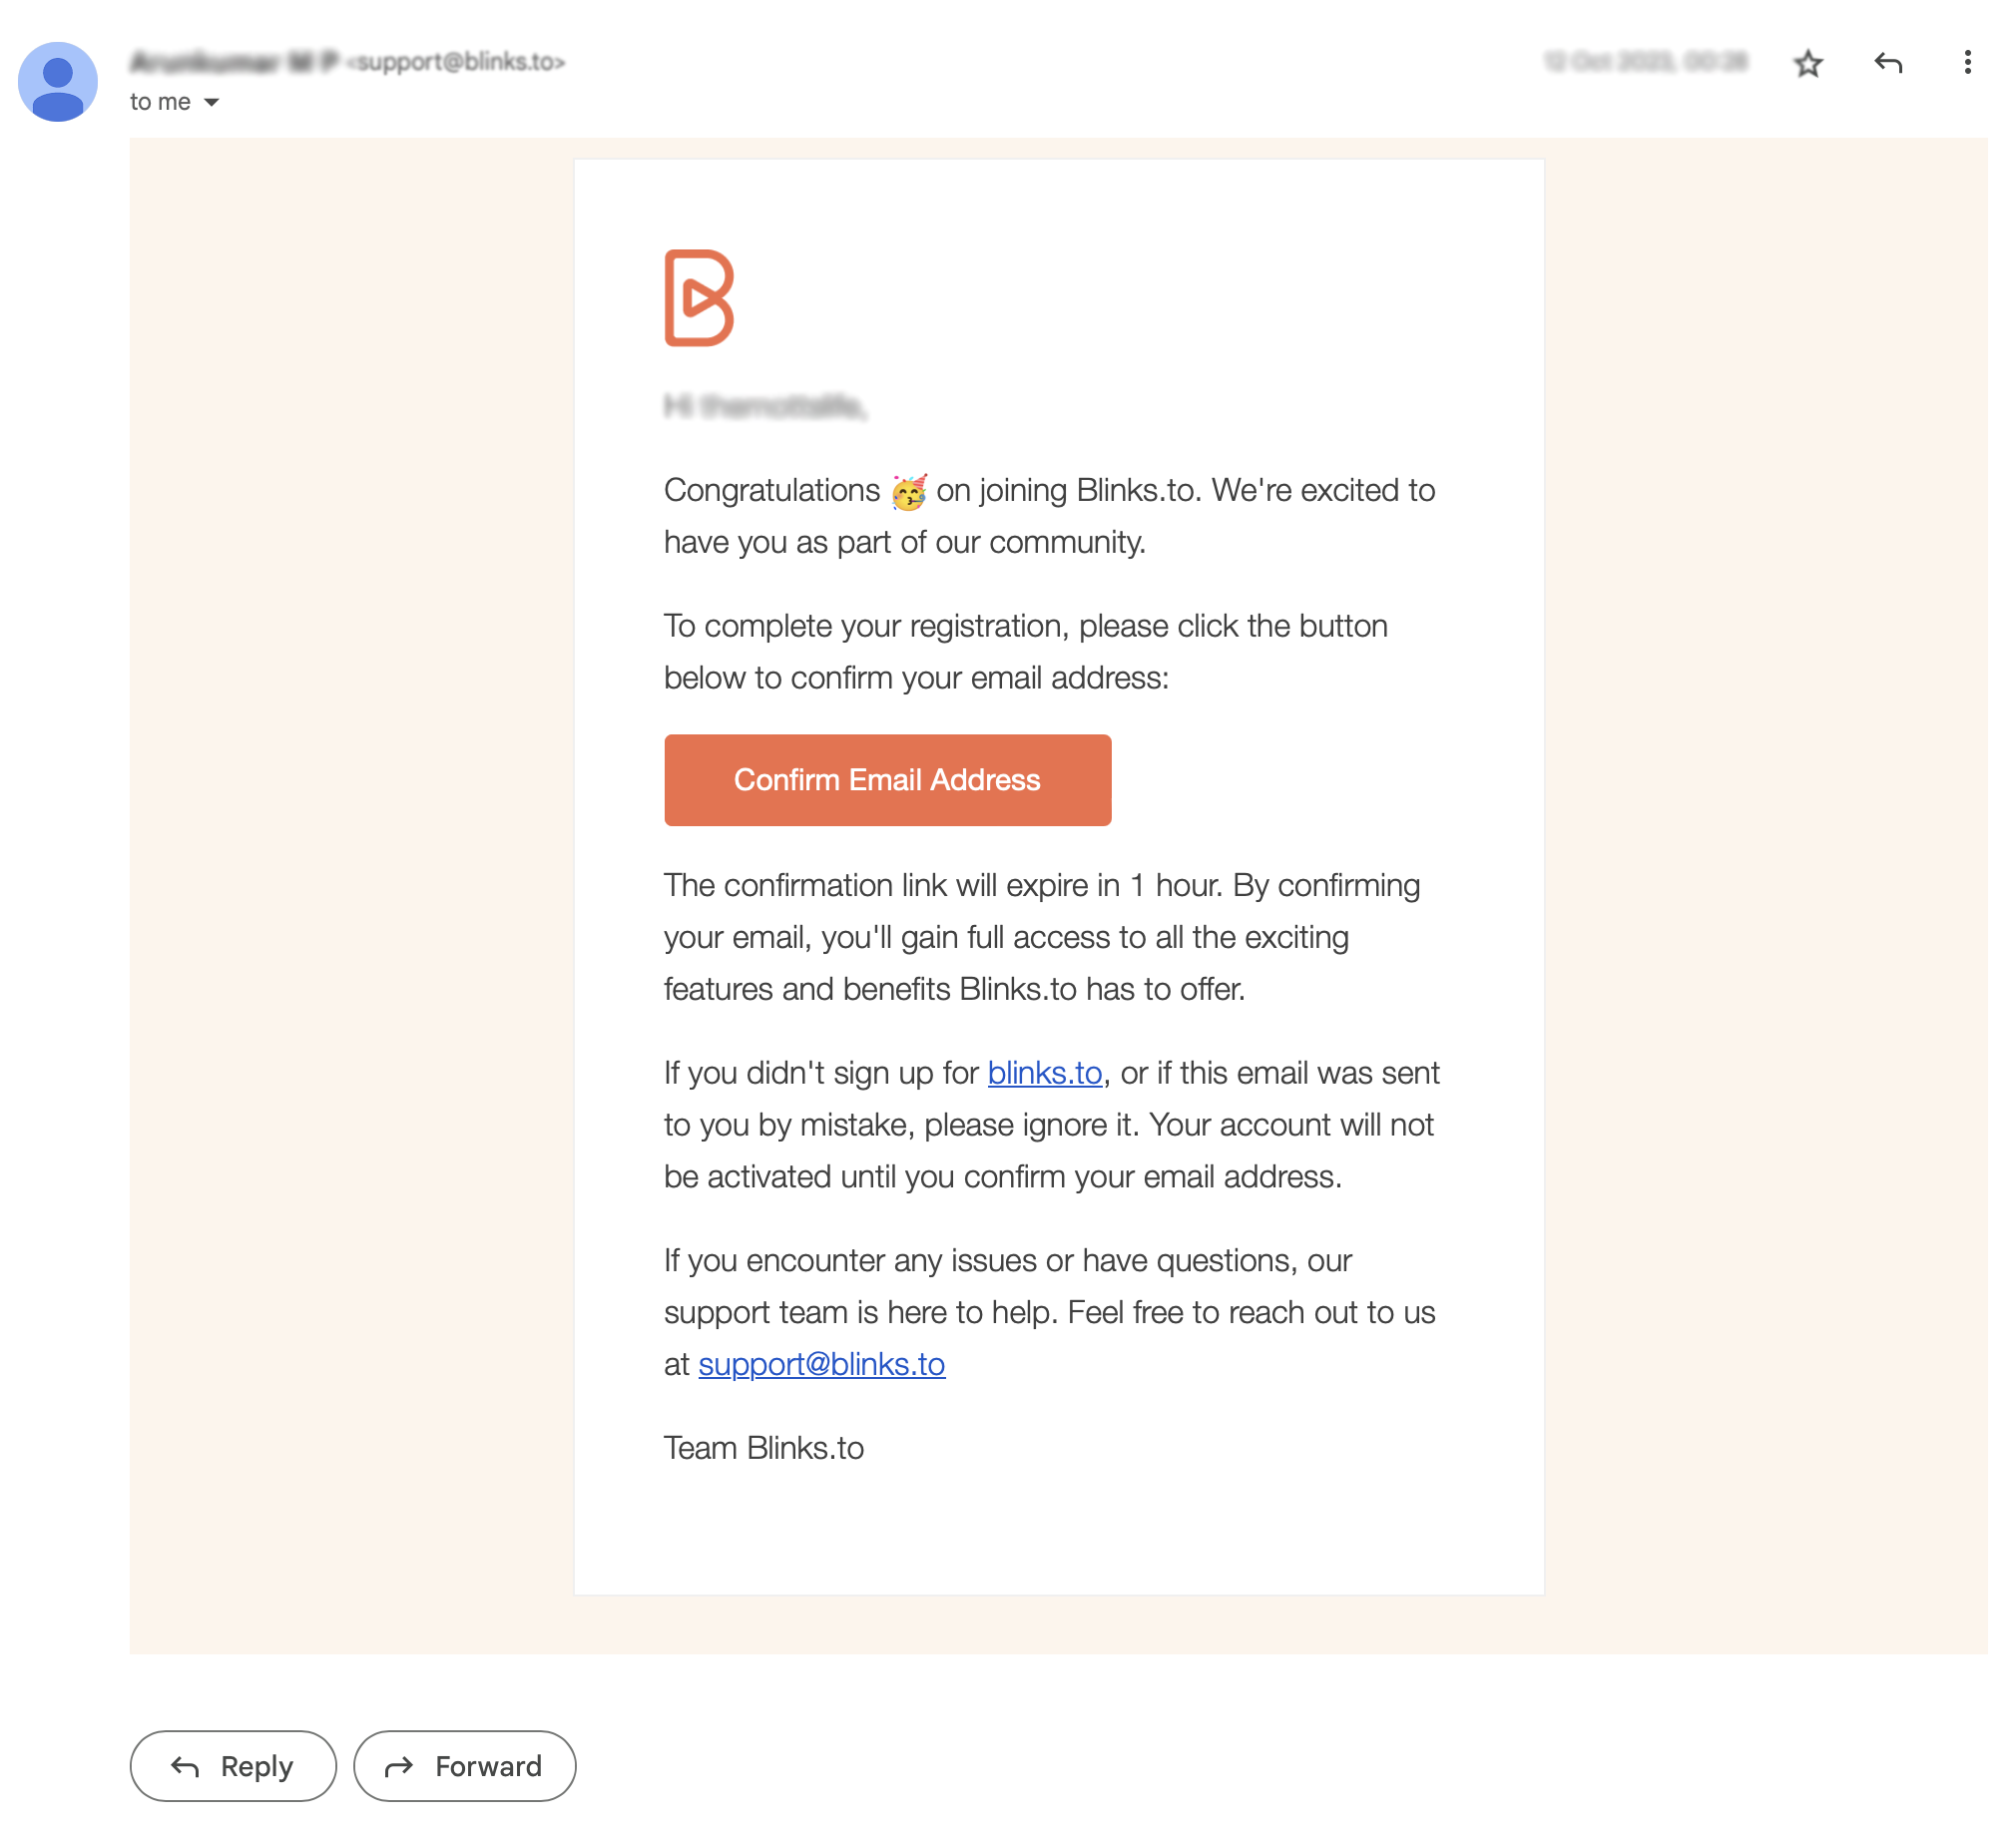 <support@blinks.to>
to me
Congratulations 🥳 on joining Blinks.to. We're excited to
have you as part of our community.
To complete your registration, please click the button
below to confirm your email address:
Confirm Email Address
The confirmation link will expire in 1 hour. By confirming
your email, you'll gain full access to all the exciting
features and benefits Blinks.to has to offer.
If you didn't sign up for blinks.to, or if this email was sent
to you by mistake, please ignore it. Your account will not
be activated until you confirm your email address.
If you encounter any issues or have questions, our
support team is here to help. Feel free to reach out to us
at support@blinks.to
Team Blinks.to
Reply
Forward